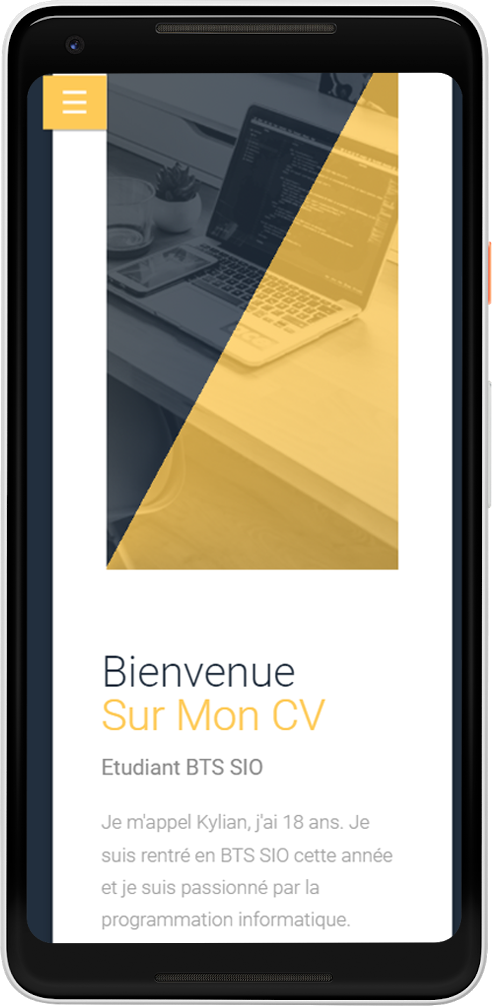 Bienvenue
Sur Mon CV
Etudiant BTS SIO
Je m'appel Kylian, j'ai 18 ans. Je
suis rentré en BTS SIO cette année
et je suis passionné par la
programmation informatique.